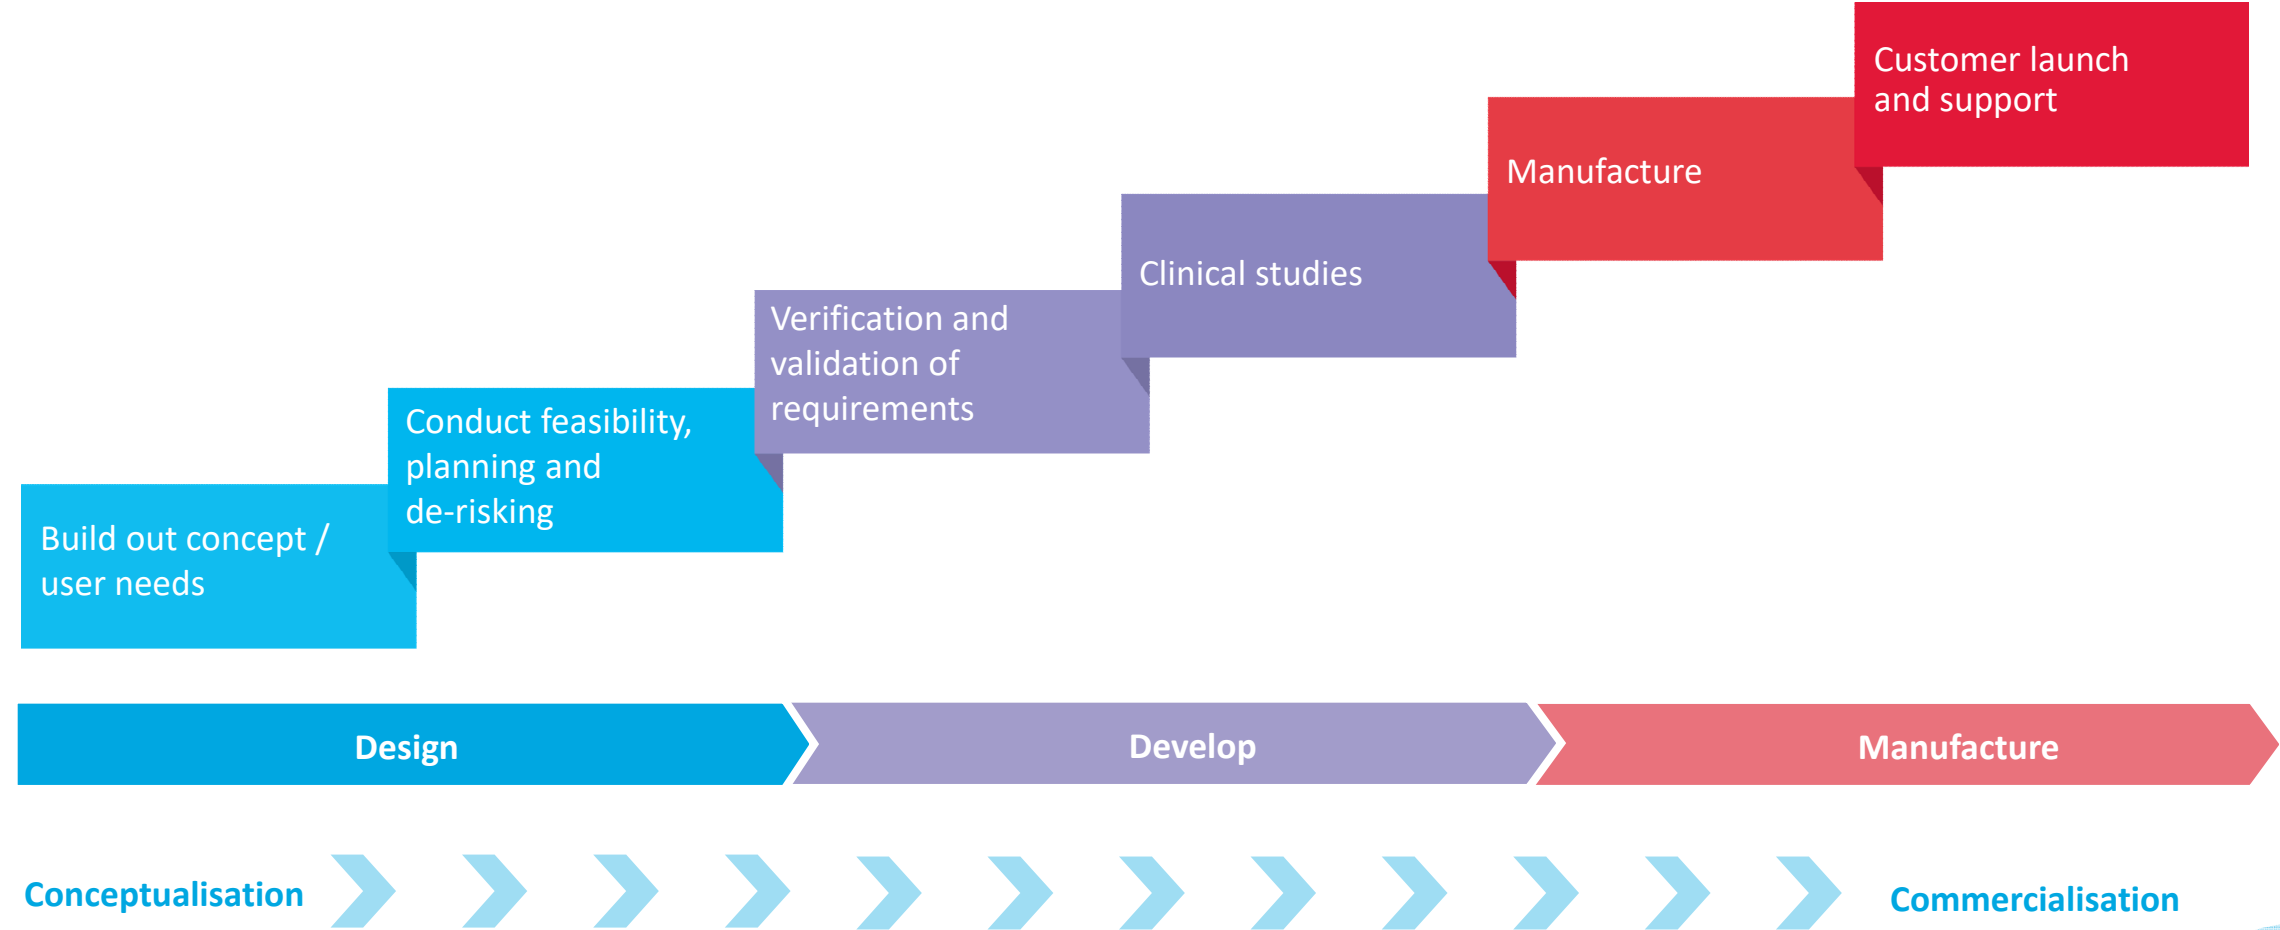 Build out concept /
user needs
Conduct feasibility,
planning and
de-risking
Verification and
validation of
requirements
Clinical studies
Manufacture
Customer launch
and support
Design
Develop
Manufacture
Conceptualisation
Commercialisation